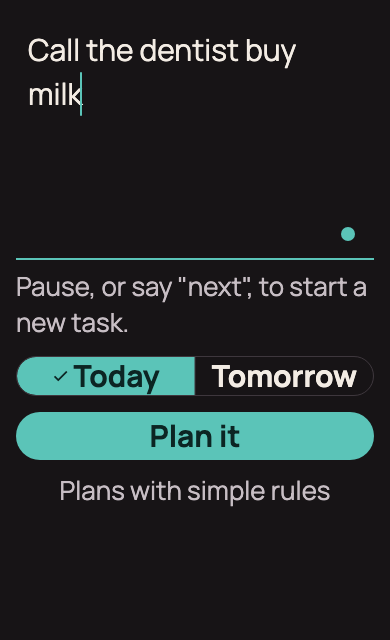 Call the dentist buy
milk
Pause, or say "next", to start a
new task.
Today
Tomorrow
Plan it
Plans with simple rules